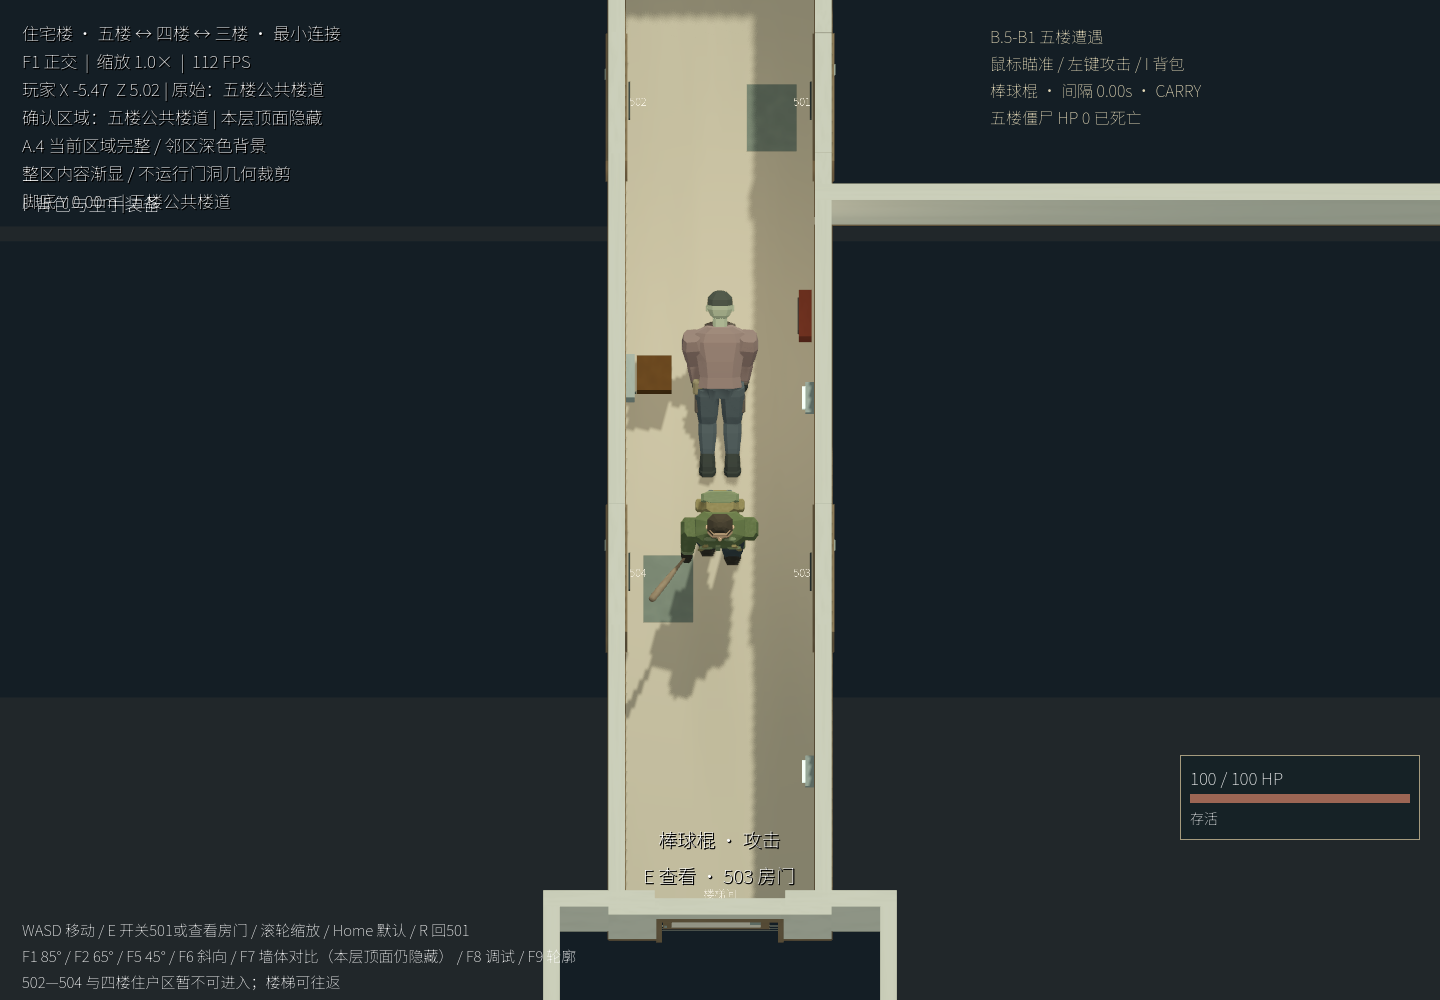 住宅楼 · 五楼 ↔ 四楼 ↔ 三楼 · 最小连接
F1 正交 | 缩放 1.0× | 112 FPS
玩家 X -5.47 Z 5.02 | 原始：五楼公共楼道
确认区域：五楼公共楼道 | 本层顶面隐藏
A.4 当前区域完整 / 邻区深色背景
整区内容渐显 / 不运行门洞几何裁剪
五楼公共楼道
B.5-B1 五楼遭遇
鼠标瞄准 / 左键攻击 / I 背包
棒球棍 · 间隔 0.00s · CARRY
五楼僵尸 HP 0 已死亡
502
501
504
503
100 / 100 HP
存活
棒球棍 · 攻击
E 查看 · 503 房门
WASD 移动 / E 开关501或查看房门 / 滚轮缩放 / Home 默认 / R 回501
F1 85° / F2 65° / F5 45° / F6 斜向 / F7 墙体对比（本层顶面仍隐藏） / F8 调试 / F9 轮廓
502—504 与四楼住户区暂不可进入；楼梯可往返